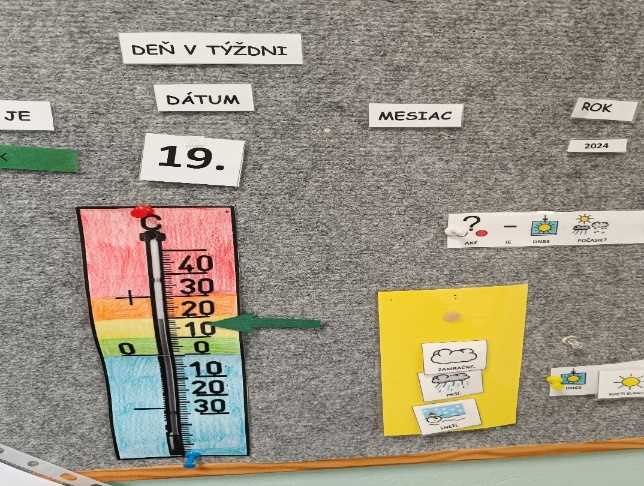 DEŇ V TÝŽDNI
JE
DÁTUM
MESIAC
ROK
K
19.
2024
? –
AKÉ JE DNES POČASIE?
C
40
30
+ 20
10
0 0
10
20
– 30
ZAMRAČENÉ.
PRŠÍ.
SNEŽÍ.
DNES